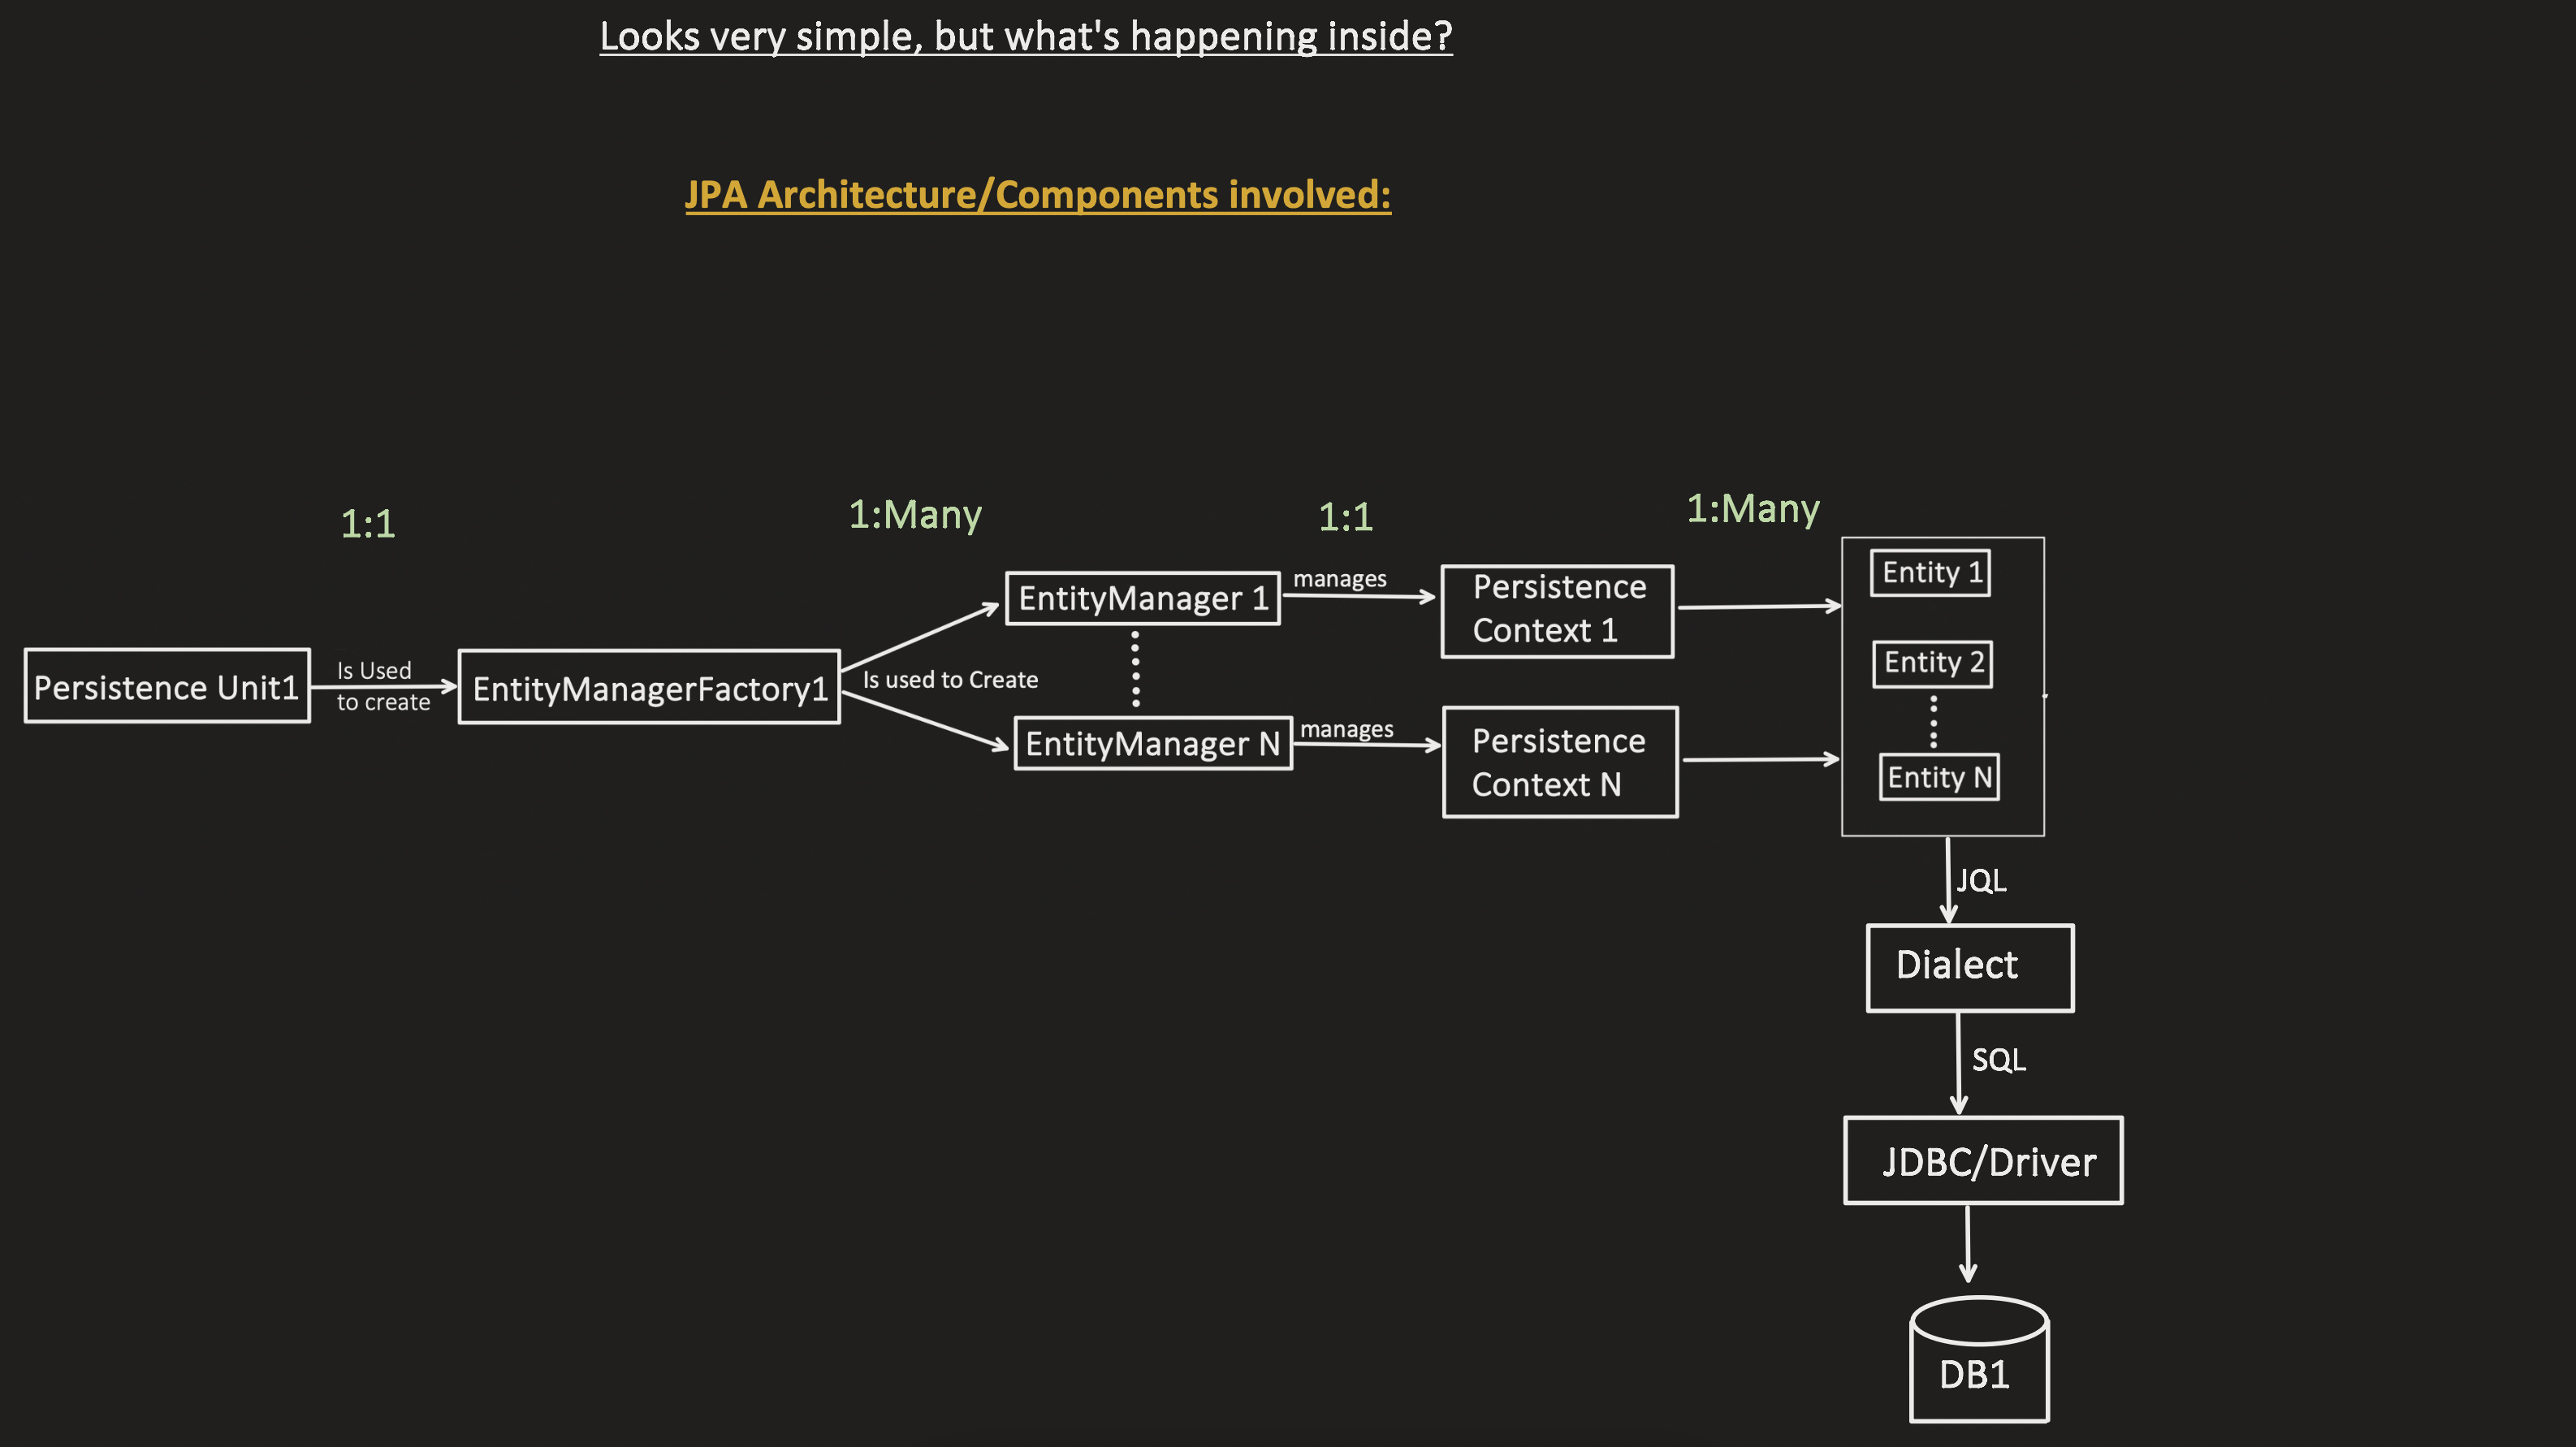 Looks very simple, but what's happening inside?
JPA Architecture/Components involved:
1:1
1:Many
1:1
1:Many
Persistence Unit1
Is Used
to create
EntityManagerFactory1
Is used to Create
EntityManager 1
EntityManager N
manages
manages
Persistence
Context 1
Persistence
Context N
Entity 1
Entity 2
Entity N
JQL
Dialect
SQL
JDBC/Driver
DB1